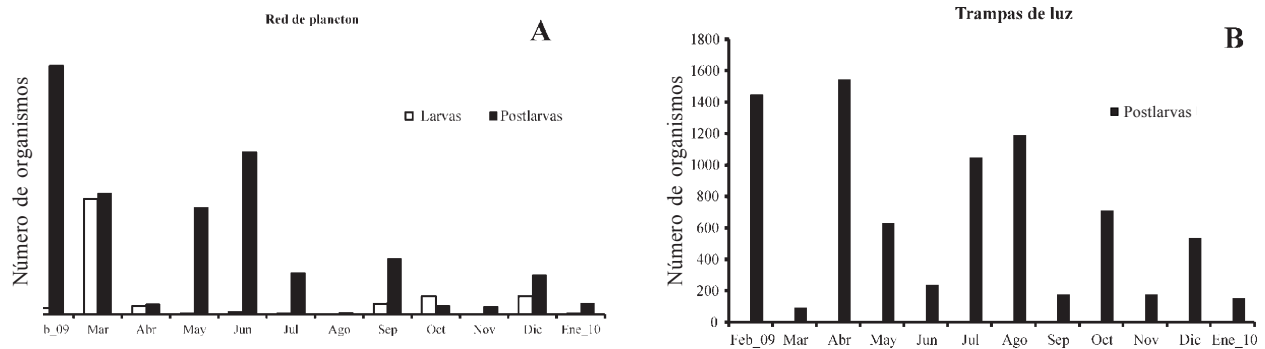 Red de plancton
A
Número de organismos
Larvas Postlarvas
b_09 Mar Abr May Jun Jul Ago Sep Oct Nov Dic Ene_10
Trampas de luz
B
Número de organismos
1800
1600
1400
1200
1000
800
600
400
200
0
Postlarvas
Feb_09 Mar Abr May Jun Jul Ago Sep Oct Nov Dic Ene_10